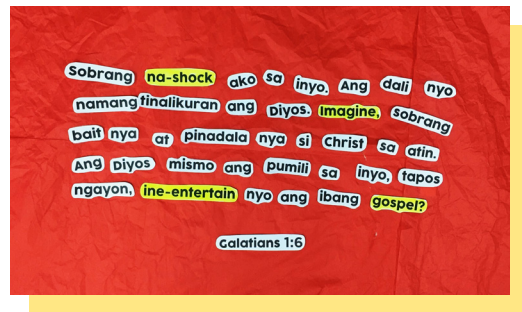 Sobrang na-shock ako sa inyo. Ang dali nyo
namang tinalikuran ang Diyos. Imagine, sobrang
bait nya at pinadala nya si Christ sa atin.
Ang Diyos mismo ang pumili sa inyo, tapos
ngayon, ine-entertain nyo ang ibang gospel?
Galatians 1:6